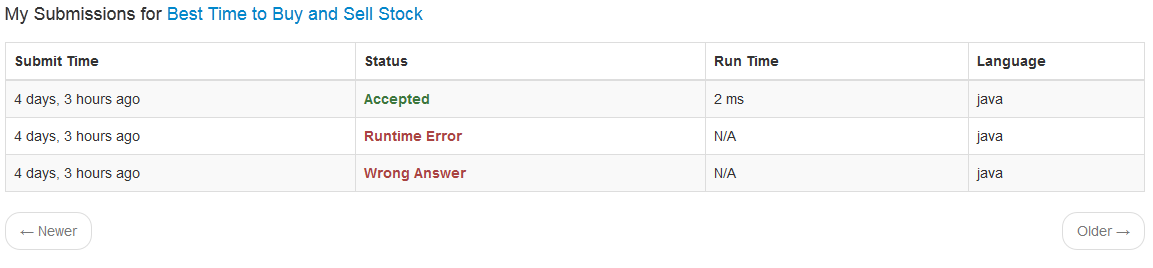 My Submissions for Best Time to Buy and Sell Stock
Submit Time Status Run Time Language
4 days, 3 hours ago Accepted 2 ms java
4 days, 3 hours ago Runtime Error N/A java
4 days, 3 hours ago Wrong Answer N/A java
← Newer Older →